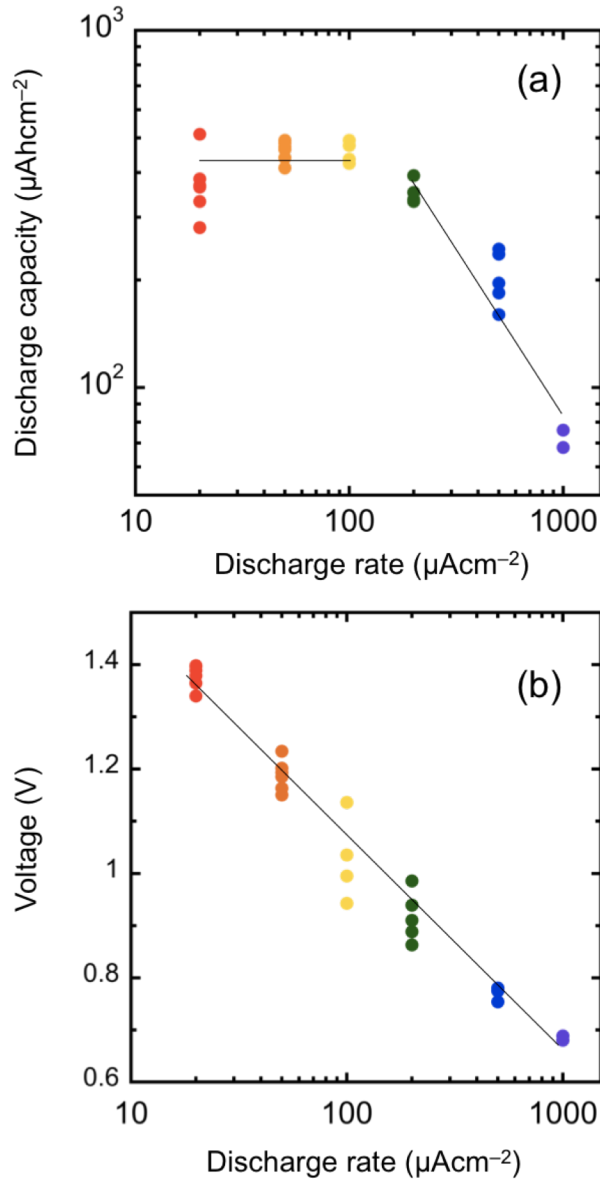 10³
(a)
Discharge capacity (µAhcm⁻²)
10²
10 100 1000
Discharge rate (µAcm⁻²)
1.4
(b)
1.2
Voltage (V)
1
0.8
0.6
10 100 1000
Discharge rate (µAcm⁻²)